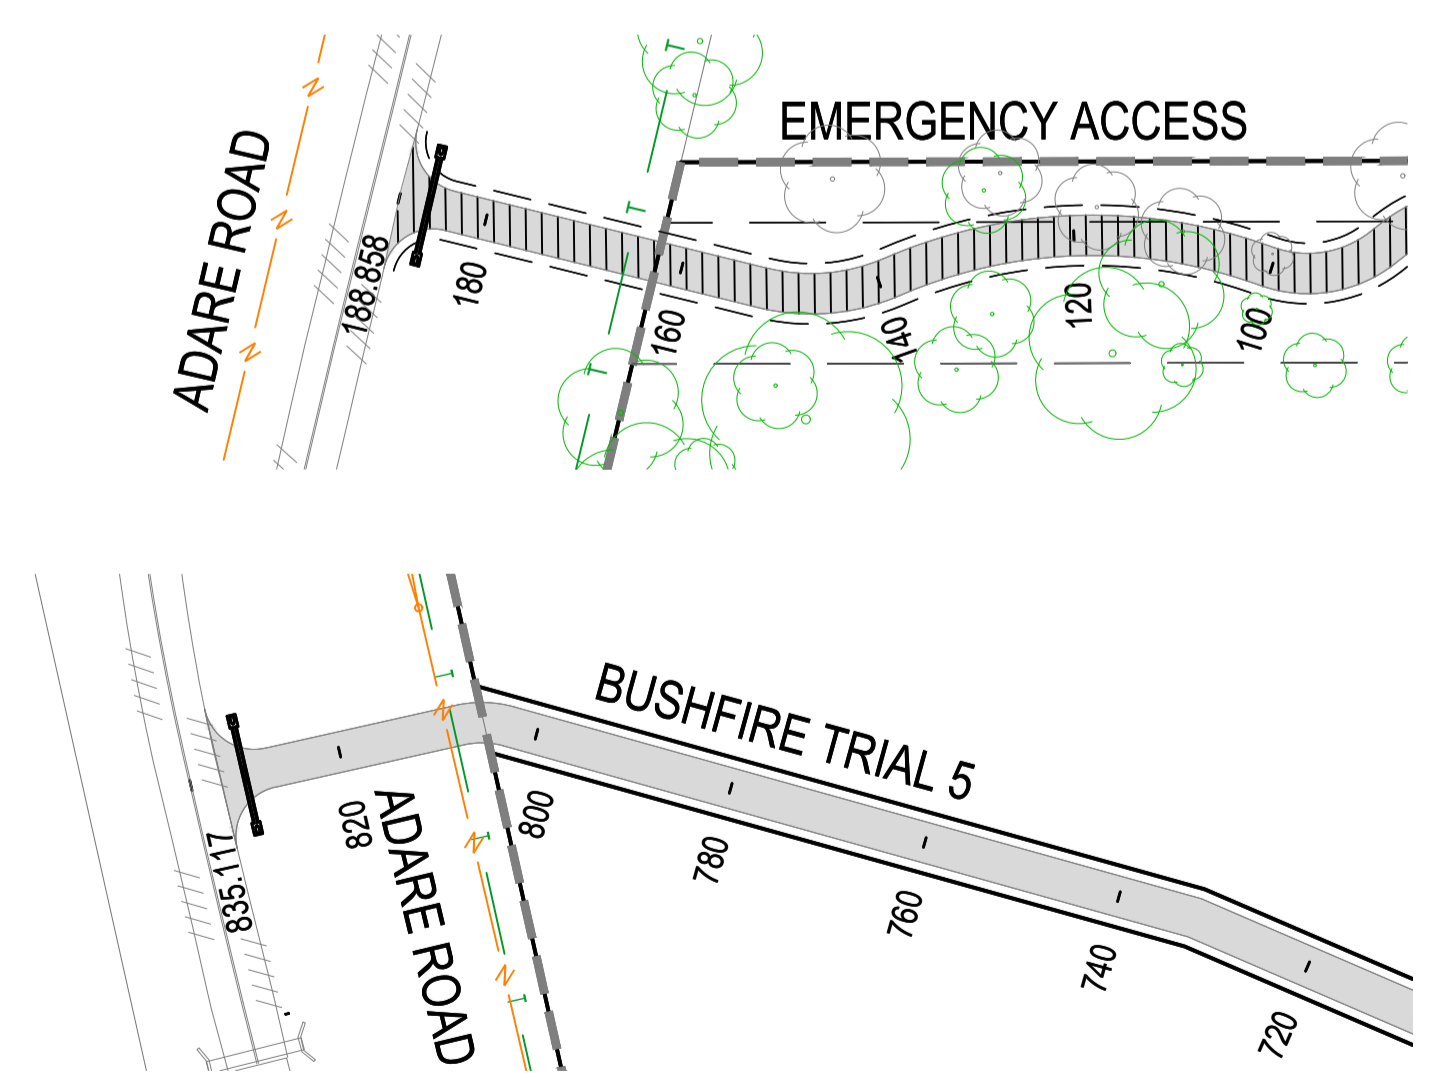 EMERGENCY ACCESS
ADARE ROAD
N
N
N
T
T
T
188.858
180
160
140
120
100
BUSHFIRE TRIAL 5
ADARE ROAD
T
N
T
N
N
T
835.117
820
800
780
760
740
720